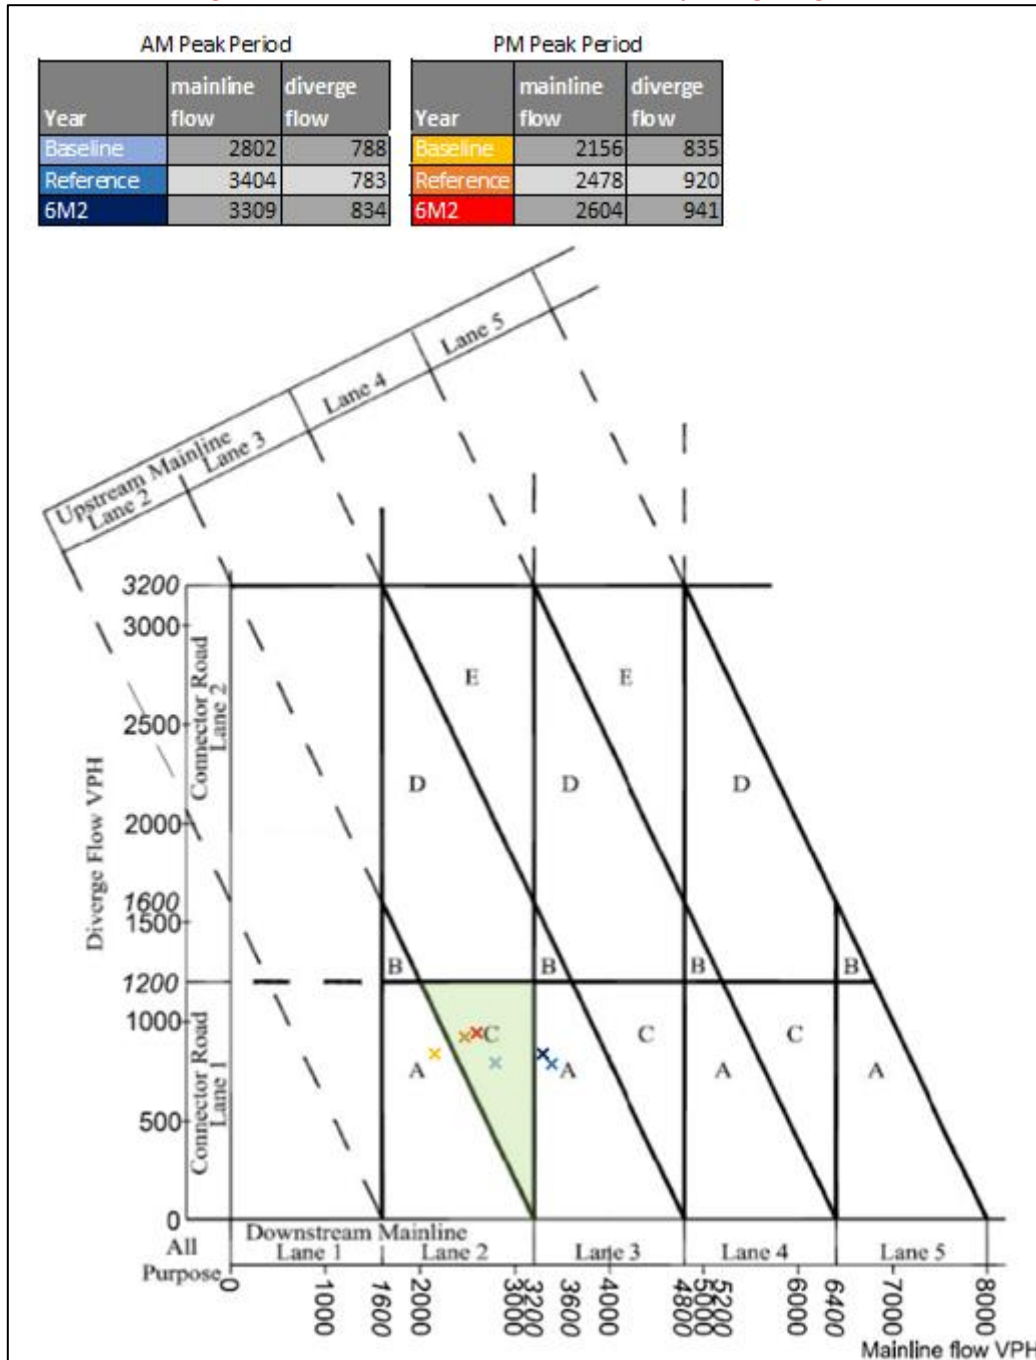 AM Peak Period
PM Peak Period
Year mainline flow diverge flow
Baseline 2802 788
Reference 3404 783
6M2 3309 834
Year mainline flow diverge flow
Baseline 2156 835
Reference 2478 920
6M2 2604 941
Upstream Mainline
Lane 2 Lane 3 Lane 4 Lane 5
Diverge Flow VPH
Connector Road
Lane 2
Connector Road
Lane 1
3200
3000
2500
2000
1600
1500
1200
1000
500
0
E E
D D D
B B B B
C C C
A A A A
Downstream Mainline
All
Purpose
Lane 1 Lane 2 Lane 3 Lane 4 Lane 5
0 1000 1600 2000 3000 3200 3600 4000 4800 5000 5200 6000 6400 7000 8000
Mainline flow VPH